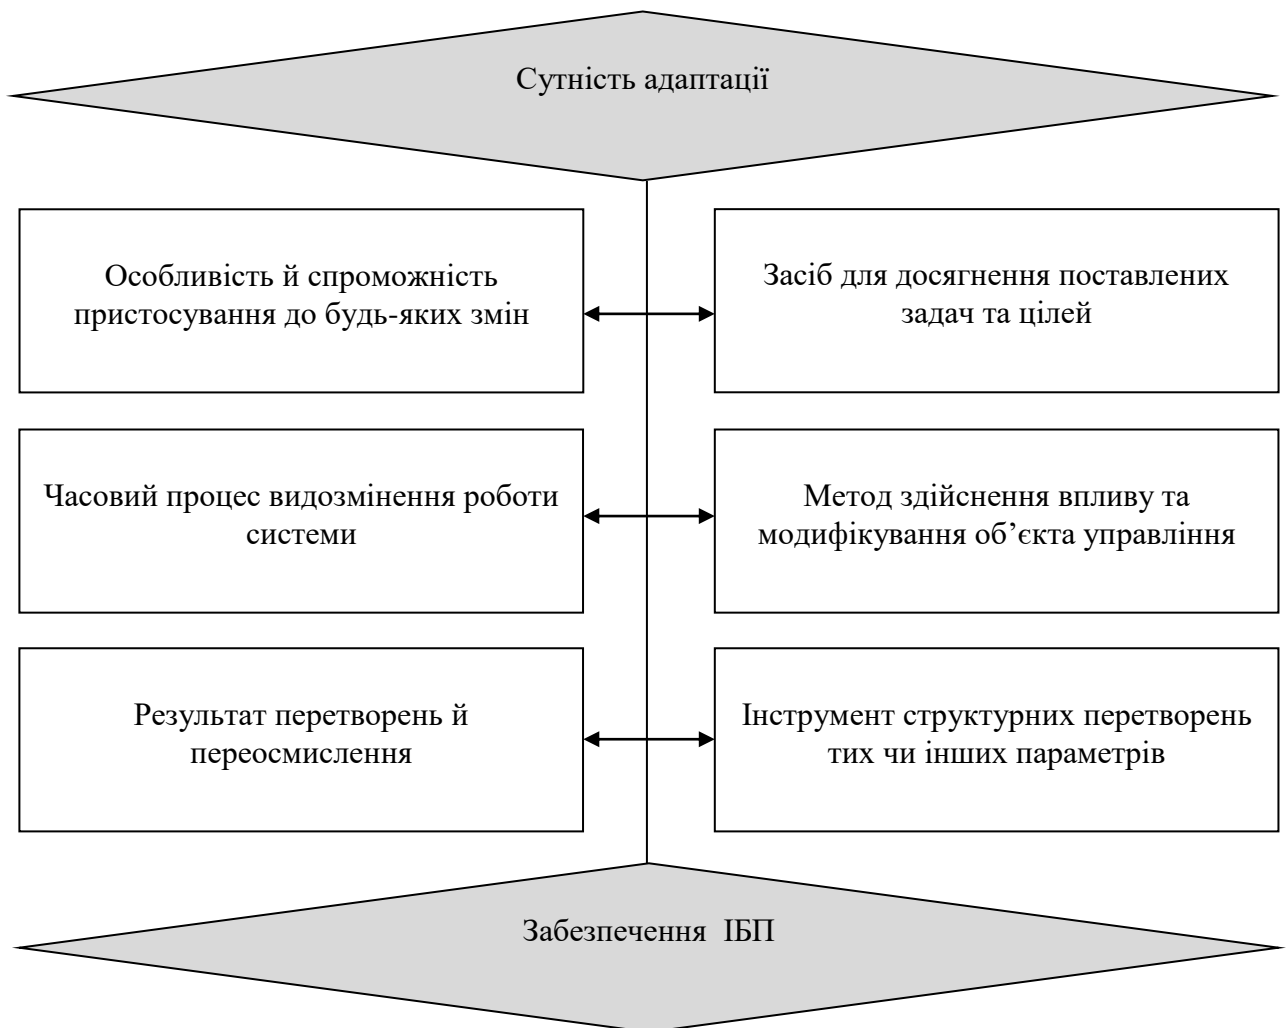 Сутність адаптації
Особливість й спроможність
пристосування до будь-яких змін
Засіб для досягнення поставлених
задач та цілей
Часовий процес видозмінення роботи
системи
Метод здійснення впливу та
модифікування об’єкта управління
Результат перетворень й
переосмислення
Інструмент структурних перетворень
тих чи інших параметрів
Забезпечення ІБП